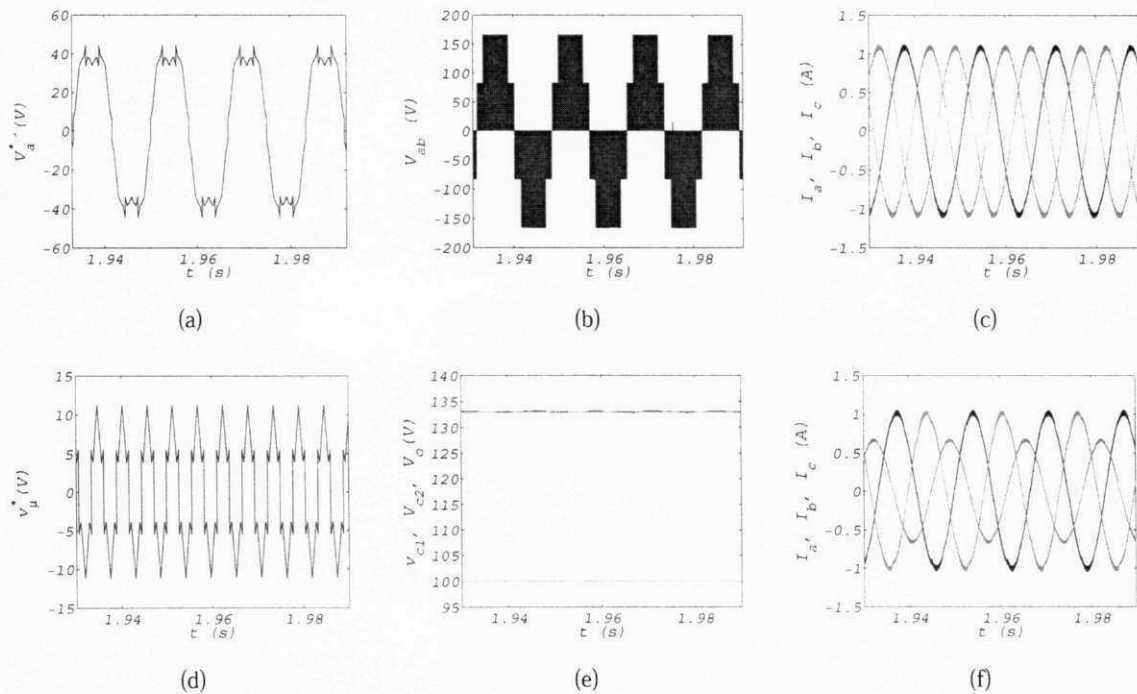 60
40
20
0
-20
-40
-60
V*a' (V)
1.94 1.96 1.98
t (s)
(a)
200
150
100
50
0
-50
-100
-150
-200
Vab (V)
1.94 1.96 1.98
t (s)
(b)
1.5
1
0.5
0
-0.5
-1
-1.5
Ia, Ib, Ic (A)
1.94 1.96 1.98
t (s)
(c)
15
10
5
0
-5
-10
-15
v*μ (V)
1.94 1.96 1.98
t (s)
(d)
140
135
130
125
120
115
110
105
100
95
vc1, Vc2, Vo (V)
1.94 1.96 1.98
t (s)
(e)
1.5
1
0.5
0
-0.5
-1
-1.5
Ia, Ib, Ic (A)
1.94 1.96 1.98
t (s)
(f)